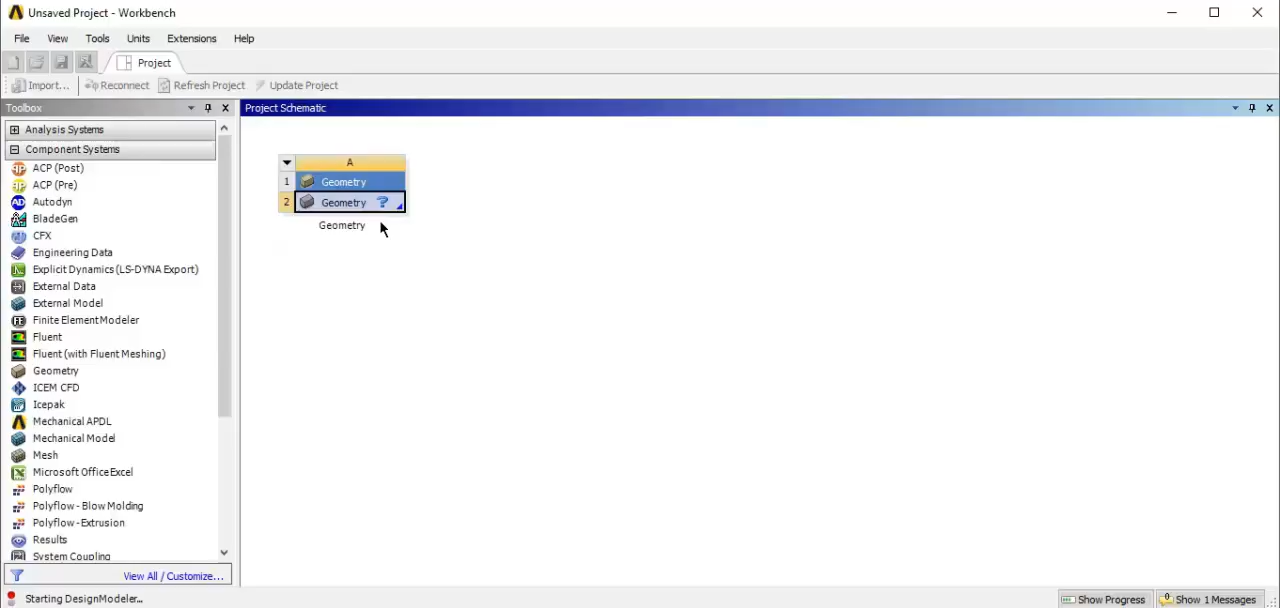 Unsaved Project - Workbench
File View Tools Units Extensions Help
Project
Import... Reconnect Refresh Project Update Project
Toolbox
Project Schematic
Analysis Systems
Component Systems
ACP (Post)
ACP (Pre)
Autodyn
BladeGen
CFX
Engineering Data
Explicit Dynamics (LS-DYNA Export)
External Data
External Model
Finite Element Modeler
Fluent
Fluent (with Fluent Meshing)
Geometry
ICEM CFD
Icepak
Mechanical APDL
Mechanical Model
Mesh
Microsoft Office Excel
Polyflow
Polyflow - Blow Molding
Polyflow - Extrusion
Results
System Coupling
View All / Customize...
A
1 Geometry
2 Geometry ?
Geometry
Starting DesignModeler...
Show Progress Show 1 Messages